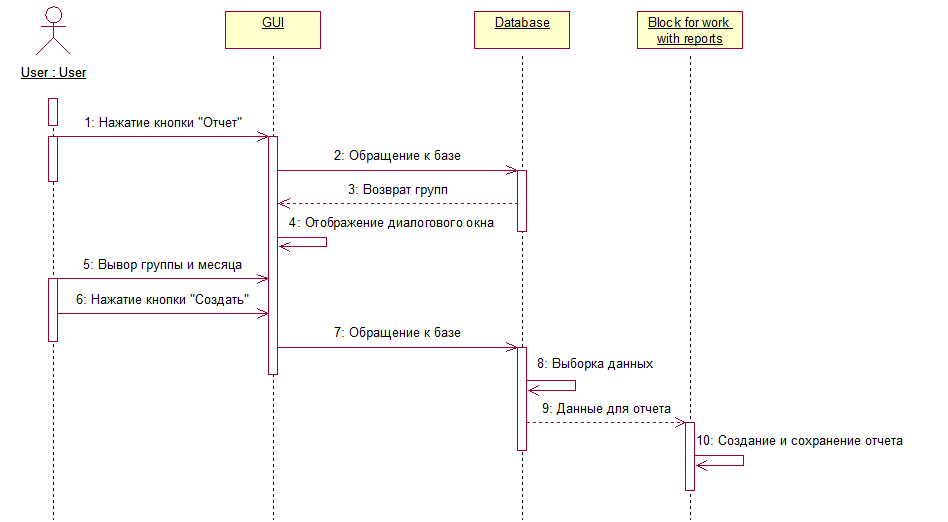 GUI
Database
Block for work
with reports
User : User
1: Нажатие кнопки "Отчет"
2: Обращение к базе
3: Возврат групп
4: Отображение диалогового окна
5: Вывор группы и месяца
6: Нажатие кнопки "Создать"
7: Обращение к базе
8: Выборка данных
9: Данные для отчета
10: Создание и сохранение отчета